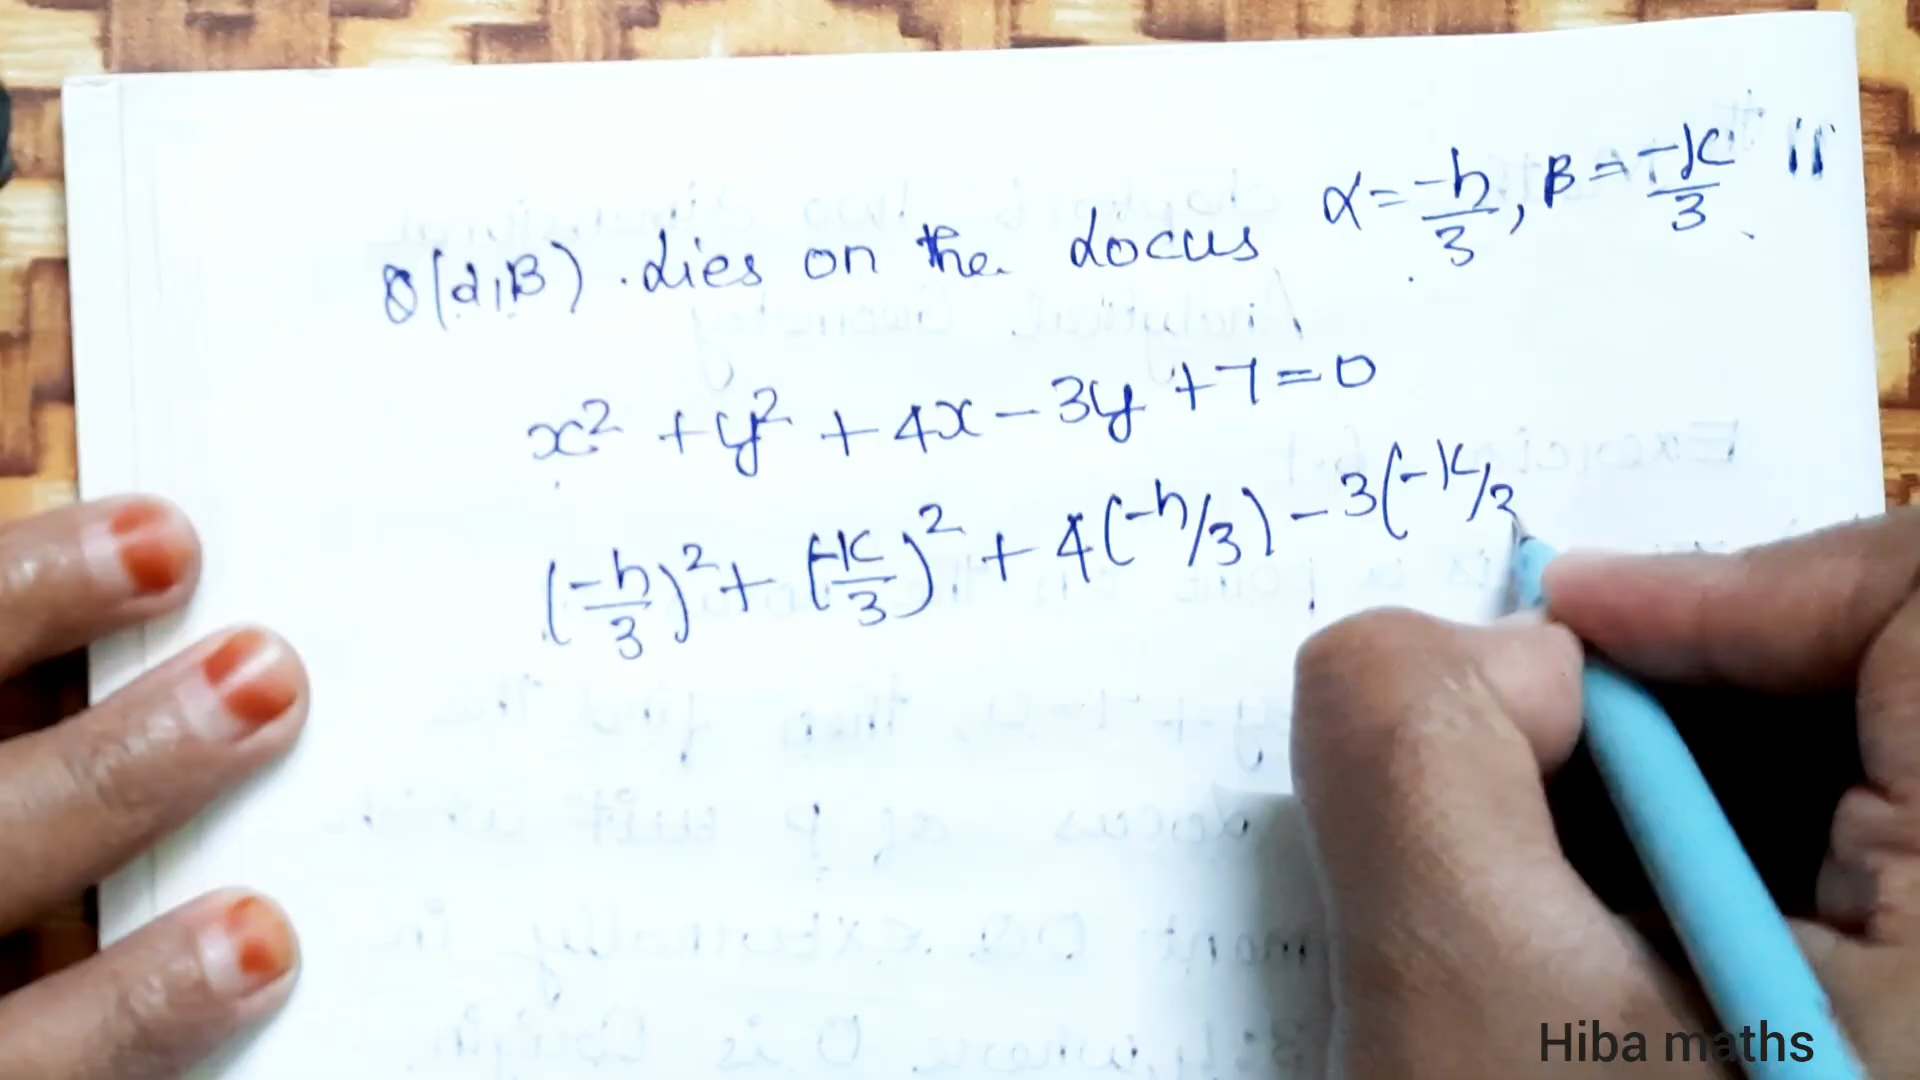 α = -h/3, β = -k/3 in
Q(α,β). Lies on the Locus
x² + y² + 4x - 3y + 7 = 0
(-h/3)² + (-k/3)² + 4(-h/3) - 3(-k/3
Hiba maths